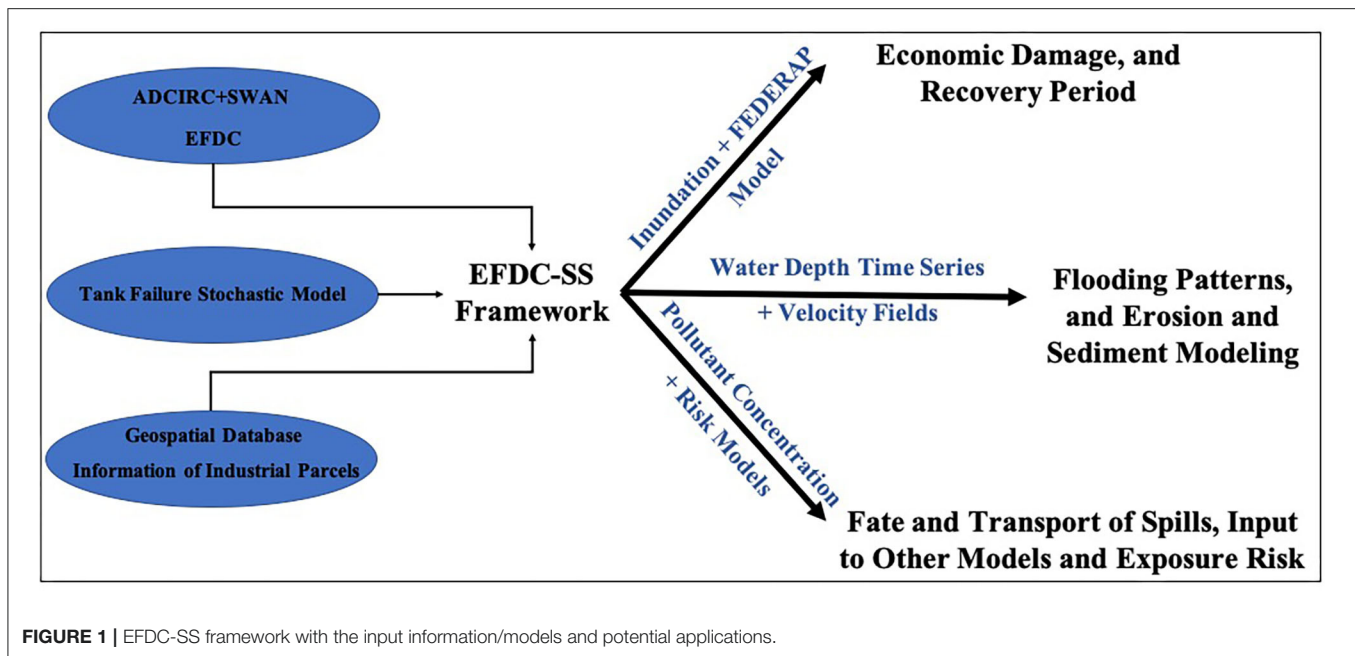 ADCIRC+SWAN
EFDC
Tank Failure Stochastic Model
Geospatial Database
Information of Industrial Parcels
EFDC-SS
Framework
Inundation + FEDERAP
Model
Economic Damage, and
Recovery Period
Water Depth Time Series
+ Velocity Fields
Flooding Patterns,
and Erosion and
Sediment Modeling
Pollutant Concentration
+ Risk Models
Fate and Transport of Spills, Input
to Other Models and Exposure Risk
FIGURE 1 | EFDC-SS framework with the input information/models and potential applications.